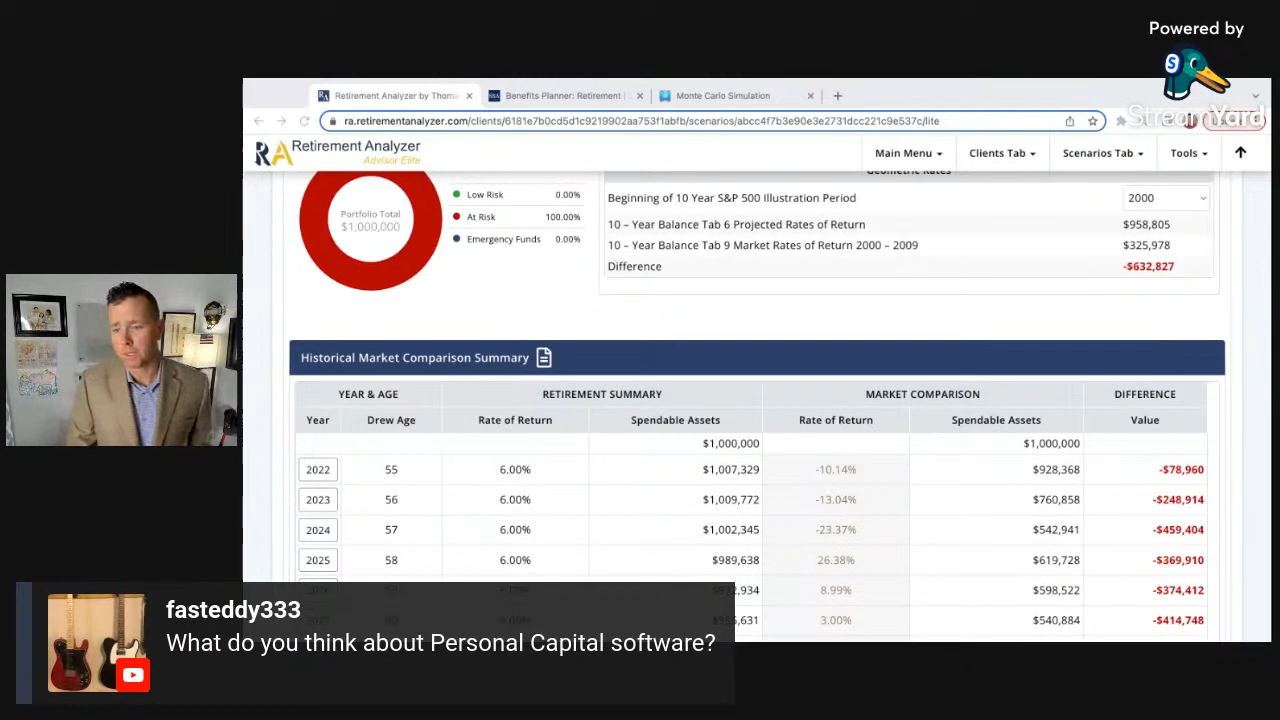 Powered by
S
StreamYard
RA Retirement Analyzer by Thom
Benefits Planner: Retirement |
Monte Carlo Simulation
ra.retirementanalyzer.com/clients/6181e7b0cd5d1c9219902aa753f1abfb/scenarios/abcc4f7b3e90e3e2731dcc221c9e537c/lite
RA Retirement Analyzer
Advisor Elite
Main Menu
Clients Tab
Scenarios Tab
Tools
Geometric Rates
Portfolio Total
$1,000,000
Low Risk 0.00%
At Risk 100.00%
Emergency Funds 0.00%
Beginning of 10 Year S&P 500 Illustration Period 2000
10 – Year Balance Tab 6 Projected Rates of Return $958,805
10 – Year Balance Tab 9 Market Rates of Return 2000 – 2009 $325,978
Difference -$632,827
Historical Market Comparison Summary
YEAR & AGE RETIREMENT SUMMARY MARKET COMPARISON DIFFERENCE
Year Drew Age Rate of Return Spendable Assets Rate of Return Spendable Assets Value
$1,000,000 $1,000,000
2022 55 6.00% $1,007,329 -10.14% $928,368 -$78,960
2023 56 6.00% $1,009,772 -13.04% $760,858 -$248,914
2024 57 6.00% $1,002,345 -23.37% $542,941 -$459,404
2025 58 6.00% $989,638 26.38% $619,728 -$369,910
8.99% $598,522 -$374,412
3.00% $540,884 -$414,748
fasteddy333
What do you think about Personal Capital software?